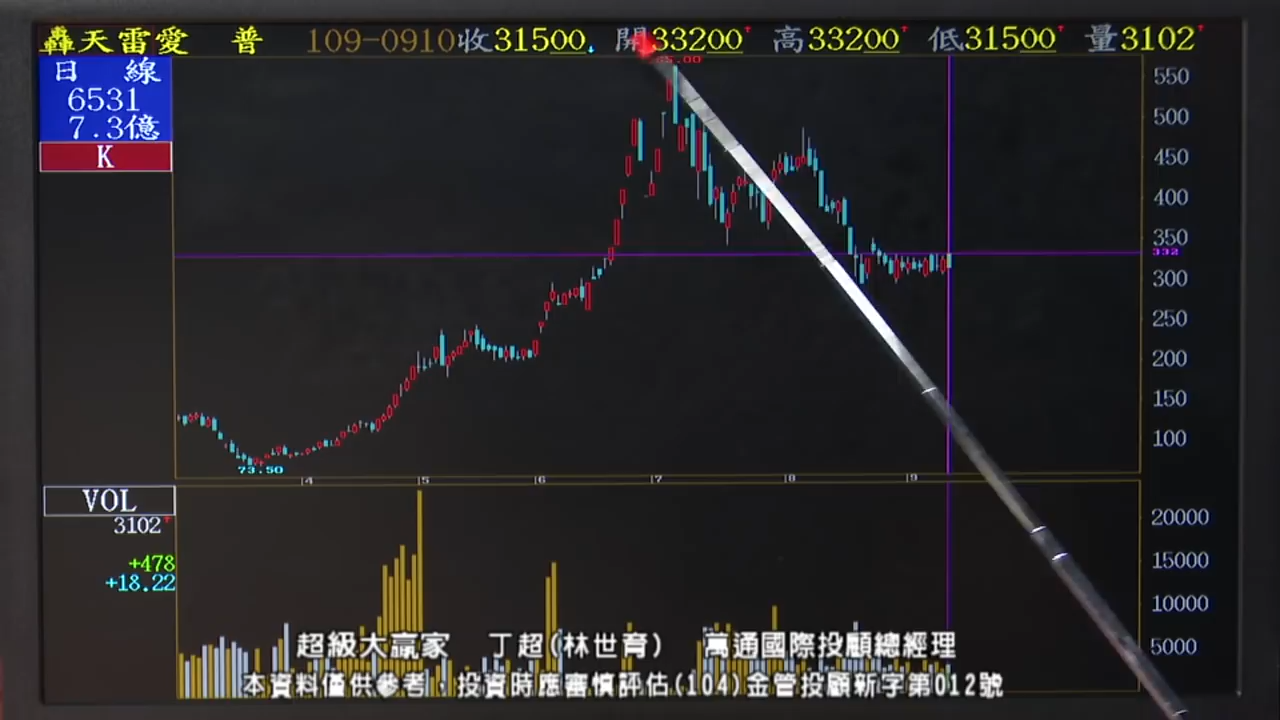 轟天雷愛 普 109-0910 收31500↓ 開33200↑ 高33200↑ 低31500↑ 量3102↑
日 線
6531
7.3億
K
550
500
450
400
350
332
300
250
200
150
100
73.50
4 5 6 7 8 9
VOL
3102↑
+478
+18.22
20000
15000
10000
5000
超級大贏家 丁超(林世育) 萬通國際投顧總經理
本資料僅供參考，投資時應審慎評估(104)金管投顧新字第012號